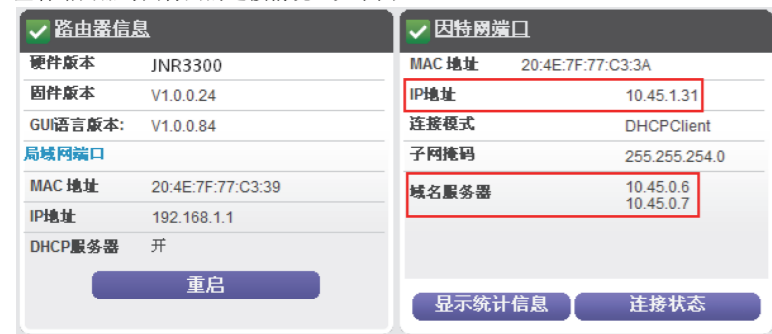 路由器信息
硬件版本 JNR3300
固件版本 V1.0.0.24
GUI语言版本: V1.0.0.84
局域网端口
MAC 地址 20:4E:7F:77:C3:39
IP地址 192.168.1.1
DHCP服务器 开
重启
因特网端口
MAC 地址 20:4E:7F:77:C3:3A
IP地址 10.45.1.31
连接模式 DHCPClient
子网掩码 255.255.254.0
域名服务器 10.45.0.6
10.45.0.7
显示统计信息 连接状态